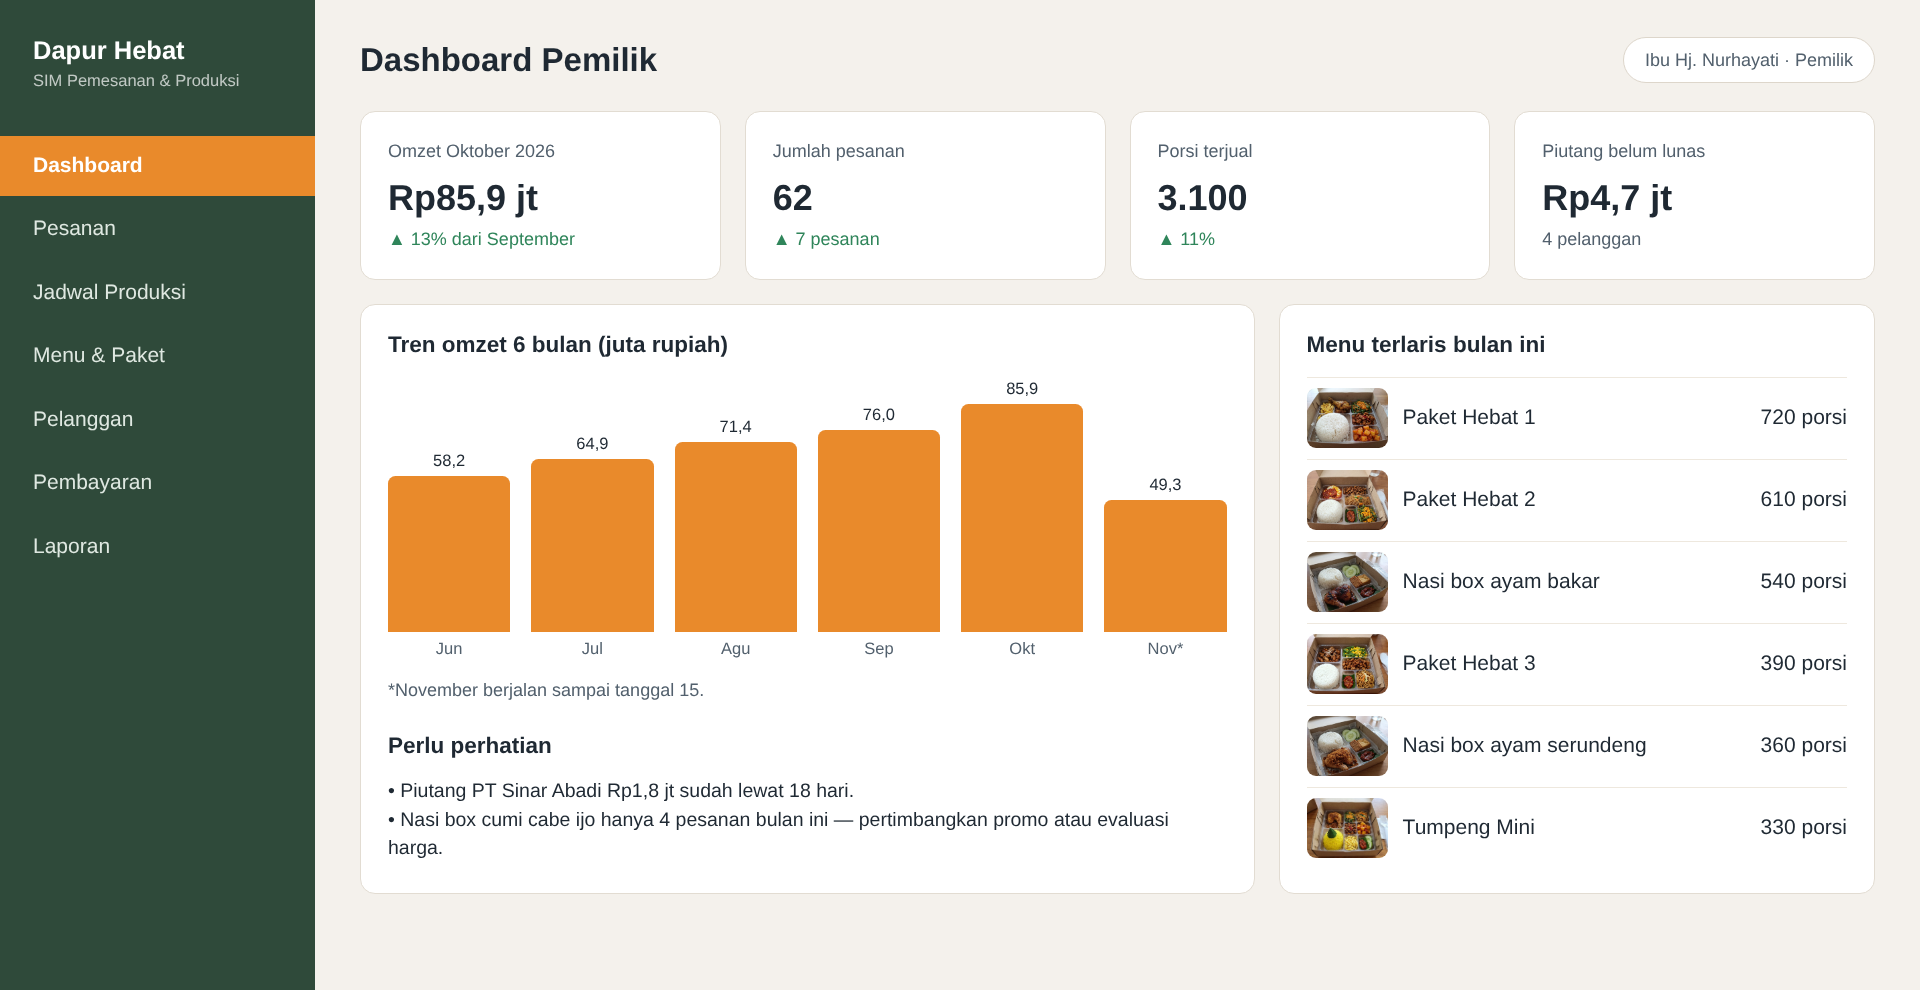 Dapur Hebat
SIM Pemesanan & Produksi
Dashboard
Pesanan
Jadwal Produksi
Menu & Paket
Pelanggan
Pembayaran
Laporan
Dashboard Pemilik
Ibu Hj. Nurhayati · Pemilik
Omzet Oktober 2026
Rp85,9 jt
▲ 13% dari September
Jumlah pesanan
62
▲ 7 pesanan
Porsi terjual
3.100
▲ 11%
Piutang belum lunas
Rp4,7 jt
4 pelanggan
Tren omzet 6 bulan (juta rupiah)
58,2
64,9
71,4
76,0
85,9
49,3
Jun
Jul
Agu
Sep
Okt
Nov*
*November berjalan sampai tanggal 15.
Perlu perhatian
• Piutang PT Sinar Abadi Rp1,8 jt sudah lewat 18 hari.
• Nasi box cumi cabe ijo hanya 4 pesanan bulan ini — pertimbangkan promo atau evaluasi
harga.
Menu terlaris bulan ini
Paket Hebat 1 720 porsi
Paket Hebat 2 610 porsi
Nasi box ayam bakar 540 porsi
Paket Hebat 3 390 porsi
Nasi box ayam serundeng 360 porsi
Tumpeng Mini 330 porsi